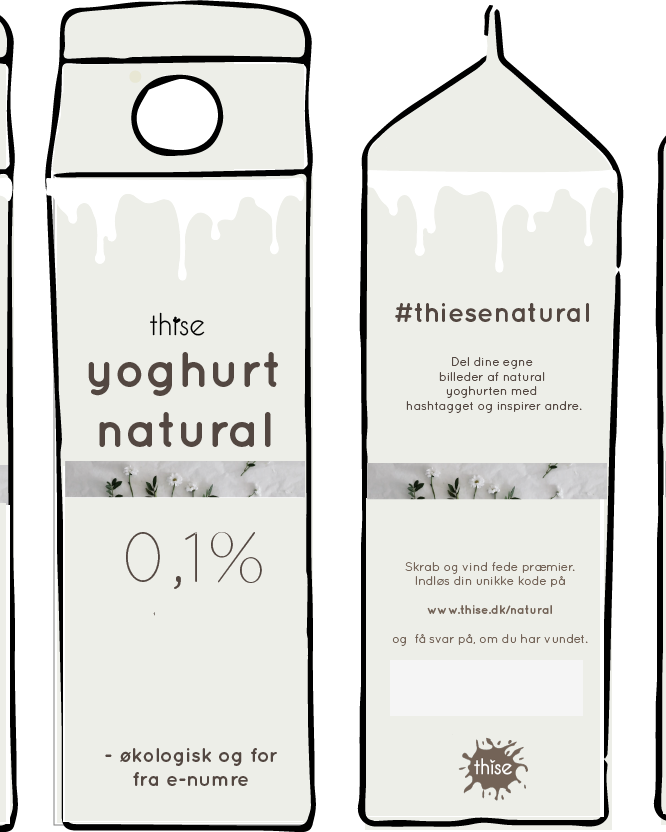 thise
yoghurt
natural
0,1%
- økologisk og for
fra e-numre
#thiesenatural
Del dine egne
billeder af natural
yoghurten med
hashtagget og inspirer andre.
Skrab og vind fede præmier.
Indløs din unikke kode på
www.thise.dk/natural
og få svar på, om du har vundet.
thise